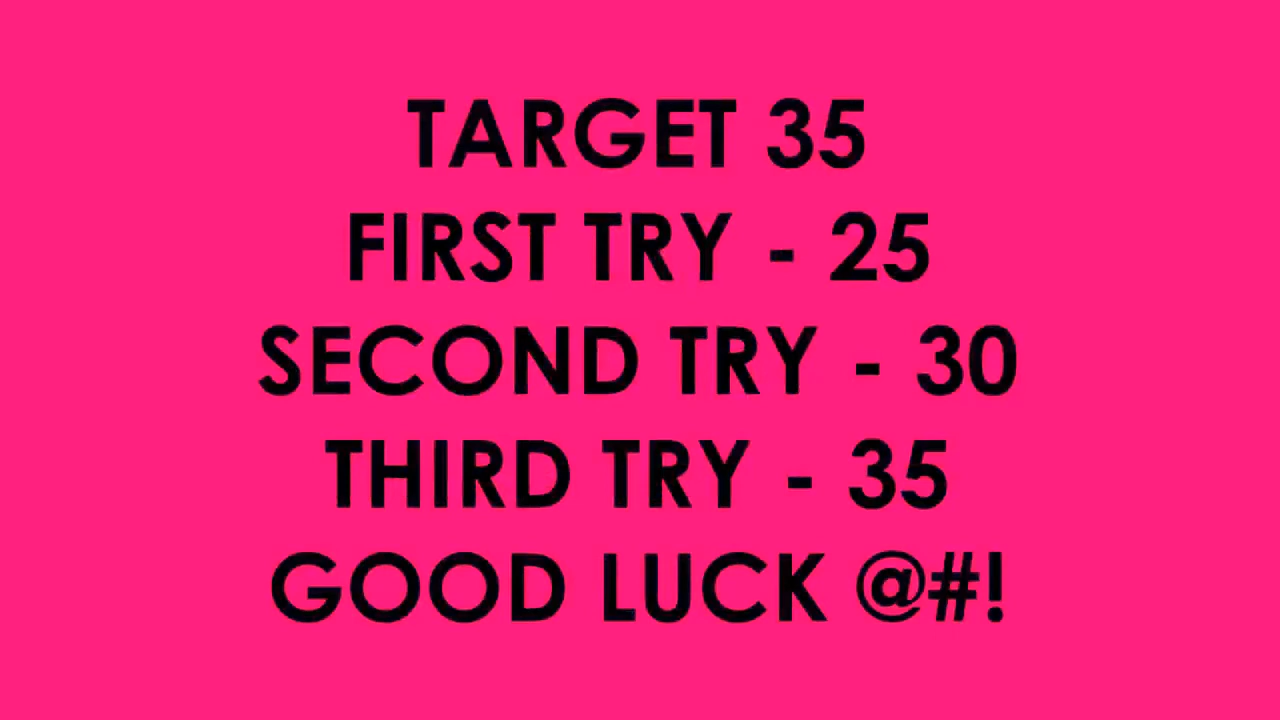 TARGET 35
FIRST TRY - 25
SECOND TRY - 30
THIRD TRY - 35
GOOD LUCK @#!